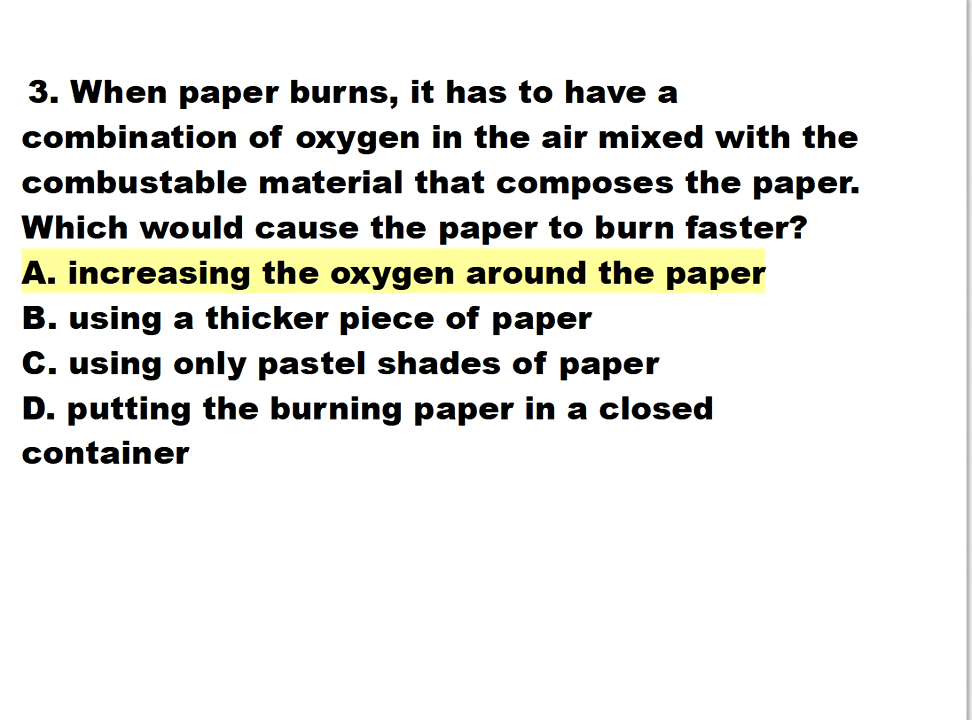 3. When paper burns, it has to have a
combination of oxygen in the air mixed with the
combustable material that composes the paper.
Which would cause the paper to burn faster?
A. increasing the oxygen around the paper
B. using a thicker piece of paper
C. using only pastel shades of paper
D. putting the burning paper in a closed
container